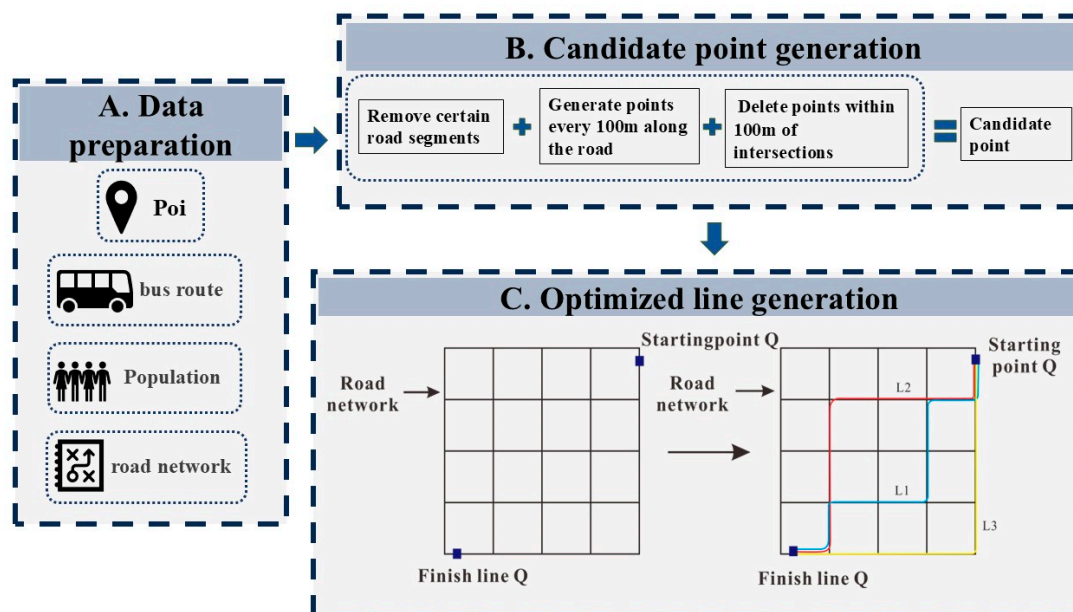 A. Data
preparation
Poi
bus route
Population
road network
B. Candidate point generation
Remove certain
road segments
Generate points
every 100m along
the road
Delete points within
100m of
intersections
Candidate
point
C. Optimized line generation
Startingpoint Q
Road
network
Finish line Q
Starting
point Q
Road
network
L2
L1
L3
Finish line Q